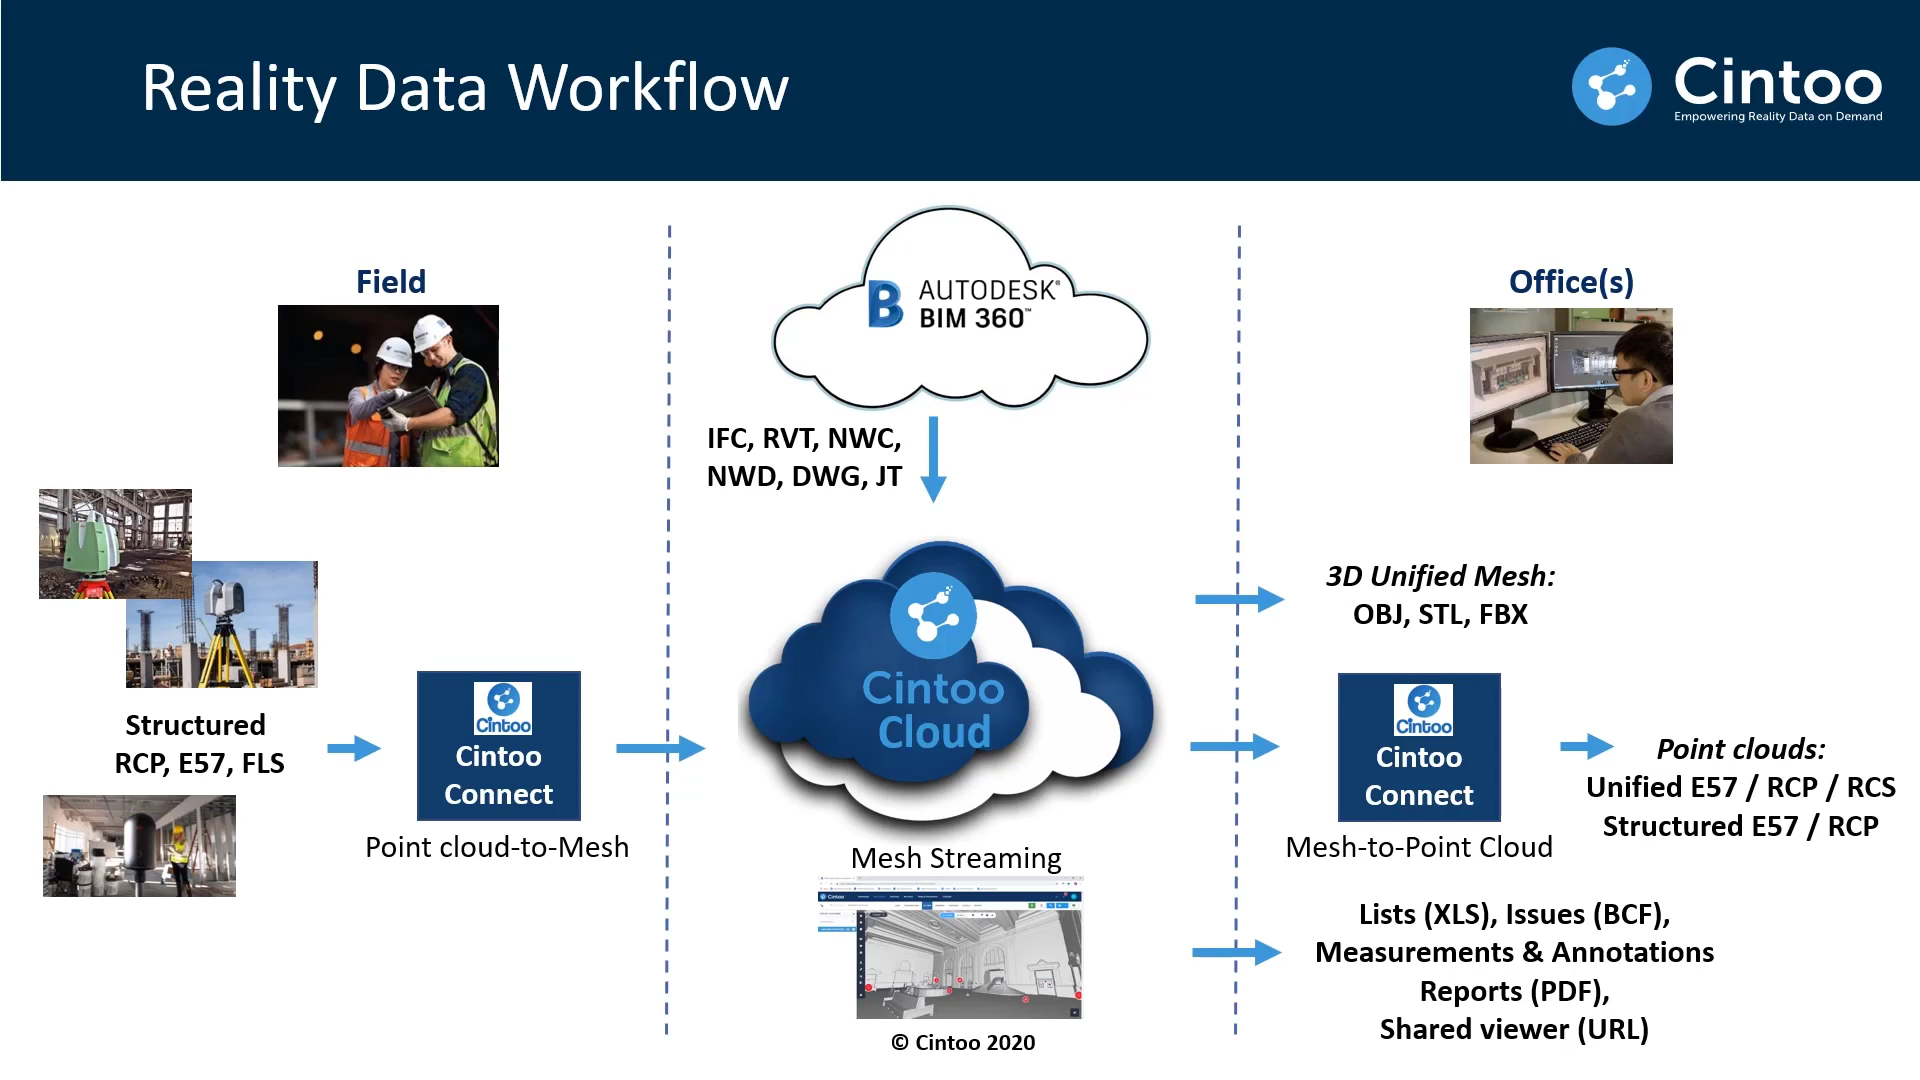 Reality Data Workflow
Cintoo
Empowering Reality Data on Demand
Field
Structured
RCP, E57, FLS
Cintoo
Cintoo
Connect
Point cloud-to-Mesh
AUTODESK®
BIM 360™
IFC, RVT, NWC,
NWD, DWG, JT
Cintoo
Cloud
Mesh Streaming
Cintoo
© Cintoo 2020
Office(s)
3D Unified Mesh:
OBJ, STL, FBX
Cintoo
Cintoo
Connect
Mesh-to-Point Cloud
Point clouds:
Unified E57 / RCP / RCS
Structured E57 / RCP
Lists (XLS), Issues (BCF),
Measurements & Annotations
Reports (PDF),
Shared viewer (URL)